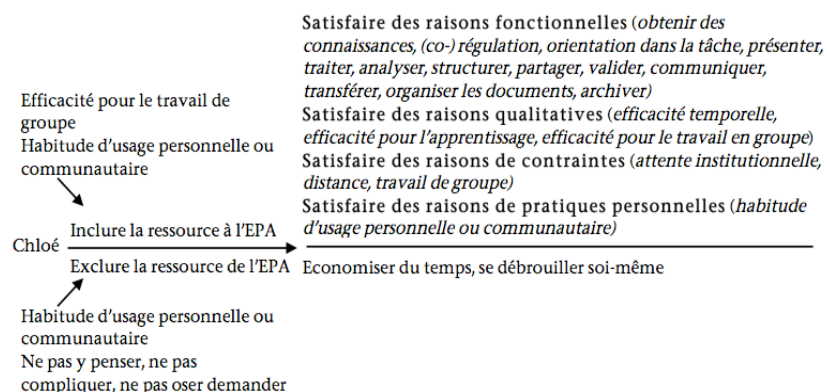 Satisfaire des raisons fonctionnelles (obtenir des
connaissances, (co-) régulation, orientation dans la tâche, présenter,
traiter, analyser, structurer, partager, valider, communiquer,
transférer, organiser les documents, archiver)
Satisfaire des raisons qualitatives (efficacité temporelle,
efficacité pour l'apprentissage, efficacité pour le travail en groupe)
Satisfaire des raisons de contraintes (attente institutionnelle,
distance, travail de groupe)
Satisfaire des raisons de pratiques personnelles (habitude
d'usage personnelle ou communautaire)
Efficacité pour le travail de
groupe
Habitude d'usage personnelle ou
communautaire
Inclure la ressource à l'EPA
Chloé
Exclure la ressource de l'EPA
Economiser du temps, se débrouiller soi-même
Habitude d'usage personnelle ou
communautaire
Ne pas y penser, ne pas
compliquer, ne pas oser demander